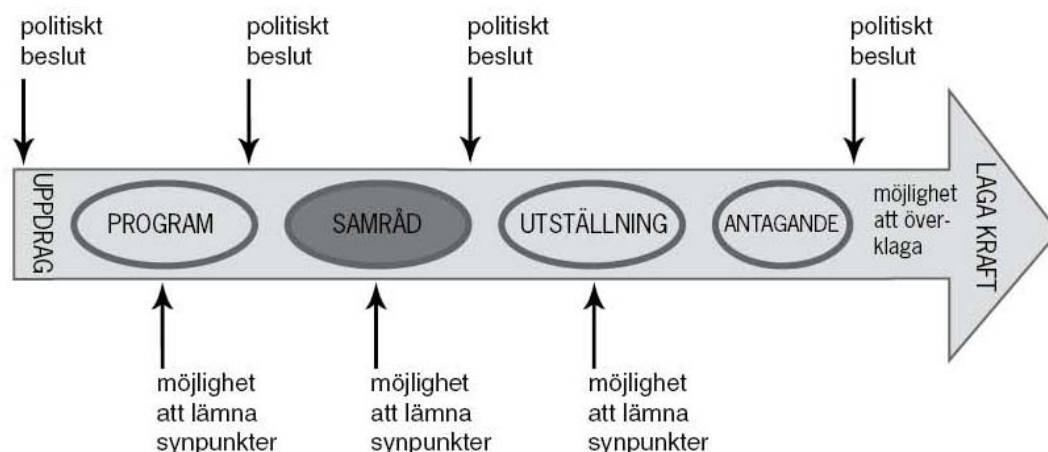 politiskt
beslut
politiskt
beslut
politiskt
beslut
politiskt
beslut
UPPDRAG
PROGRAM
SAMRÅD
UTSTÄLLNING
ANTAGANDE
möjlighet
att över-
klaga
LAGA KRAFT
möjlighet
att lämna
synpunkter
möjlighet
att lämna
synpunkter
möjlighet
att lämna
synpunkter